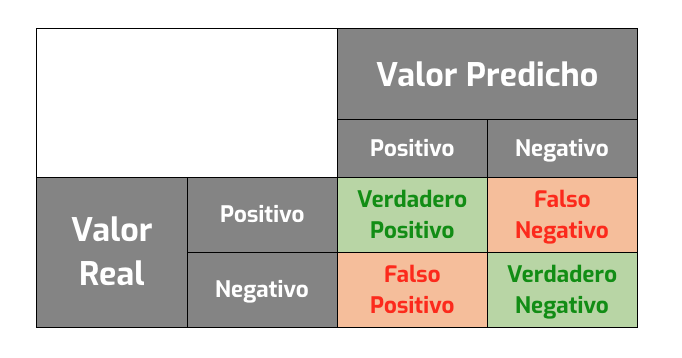 Valor Predicho
Positivo
Negativo
Valor
Real
Positivo
Verdadero
Positivo
Falso
Negativo
Negativo
Falso
Positivo
Verdadero
Negativo